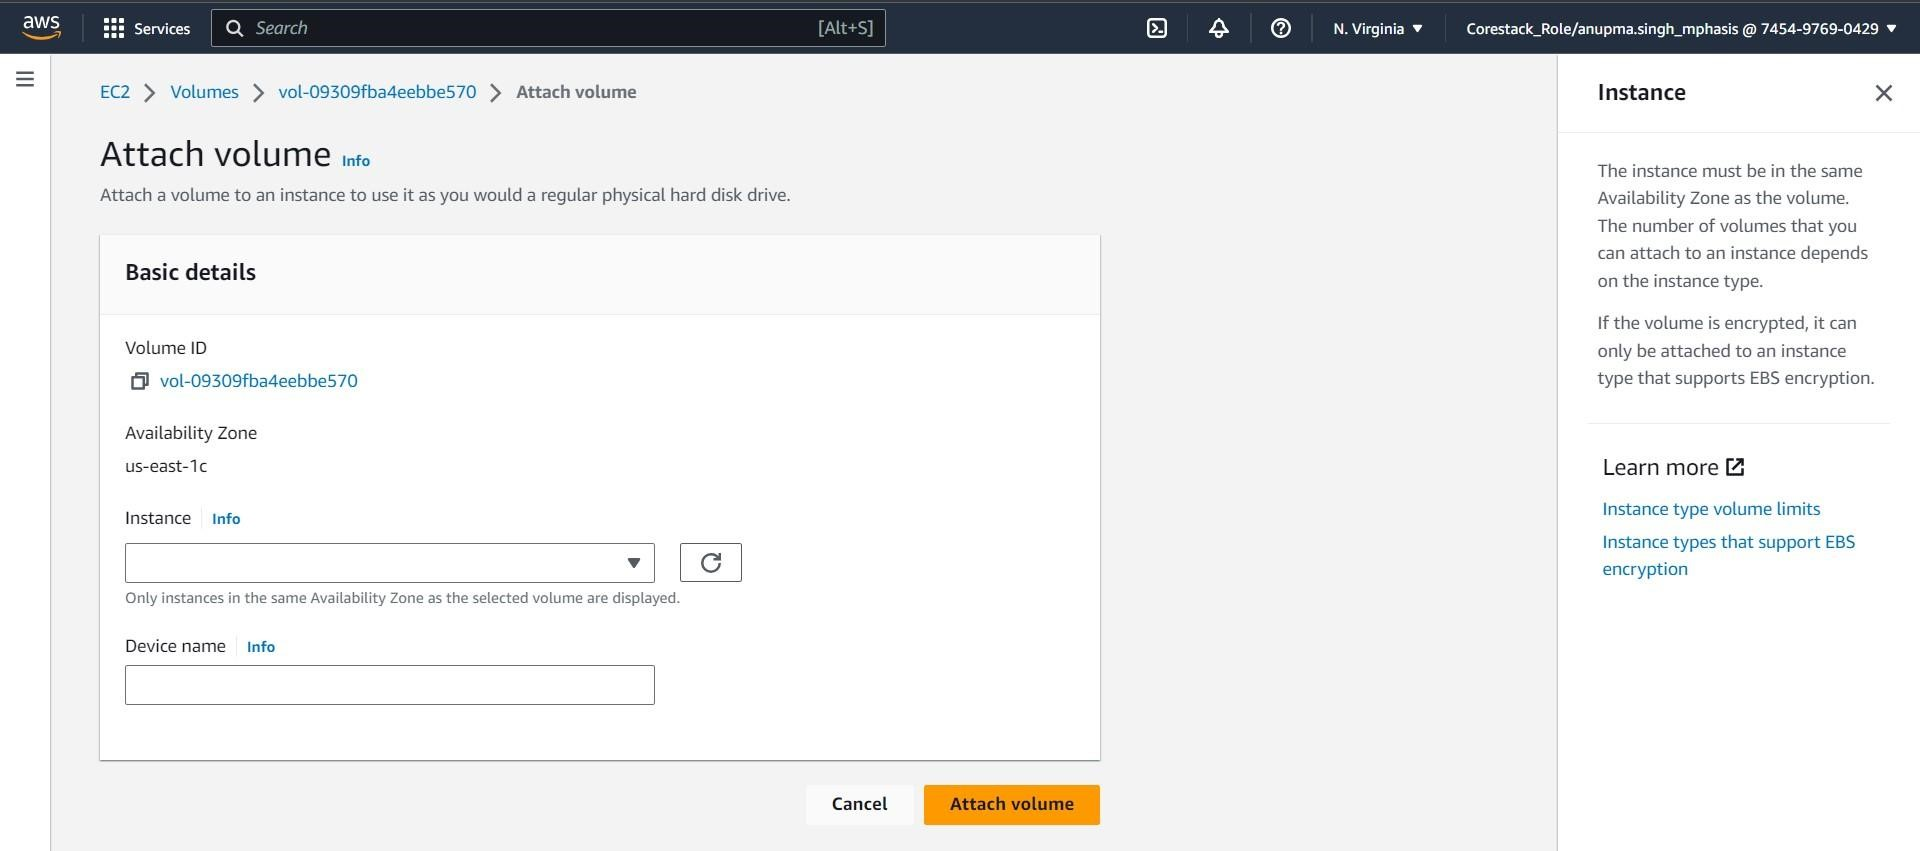 aws
Services
Search
[Alt+S]
N. Virginia
Corestack_Role/anupma.singh_mphasis @ 7454-9769-0429
EC2
Volumes
vol-09309fba4eebbe570
Attach volume
Attach volume Info
Attach a volume to an instance to use it as you would a regular physical hard disk drive.
Basic details
Volume ID
vol-09309fba4eebbe570
Availability Zone
us-east-1c
Instance Info
Only instances in the same Availability Zone as the selected volume are displayed.
Device name Info
Cancel
Attach volume
Instance
The instance must be in the same
Availability Zone as the volume.
The number of volumes that you
can attach to an instance depends
on the instance type.
If the volume is encrypted, it can
only be attached to an instance
type that supports EBS encryption.
Learn more
Instance type volume limits
Instance types that support EBS
encryption